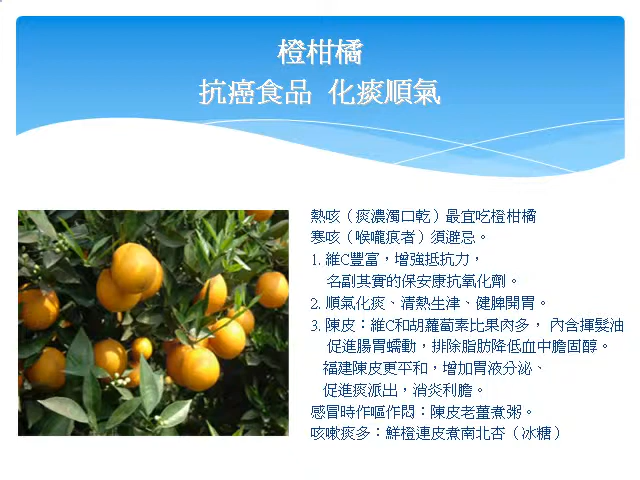 橙柑橘
抗癌食品 化痰順氣
熱咳（痰濃濁口乾）最宜吃橙柑橘
寒咳（喉嚨痕者）須避忌。
1. 維C豐富，增強抵抗力，
名副其實的保安康抗氧化劑。
2. 順氣化痰、清熱生津、健脾開胃。
3. 陳皮：維C和胡蘿蔔素比果肉多， 內含揮髮油
促進腸胃蠕動，排除脂肪降低血中膽固醇。
福建陳皮更平和，增加胃液分泌、
促進痰派出，消炎利膽。
感冒時作嘔作悶：陳皮老薑煮粥。
咳嗽痰多：鮮橙連皮煮南北杏（冰糖）